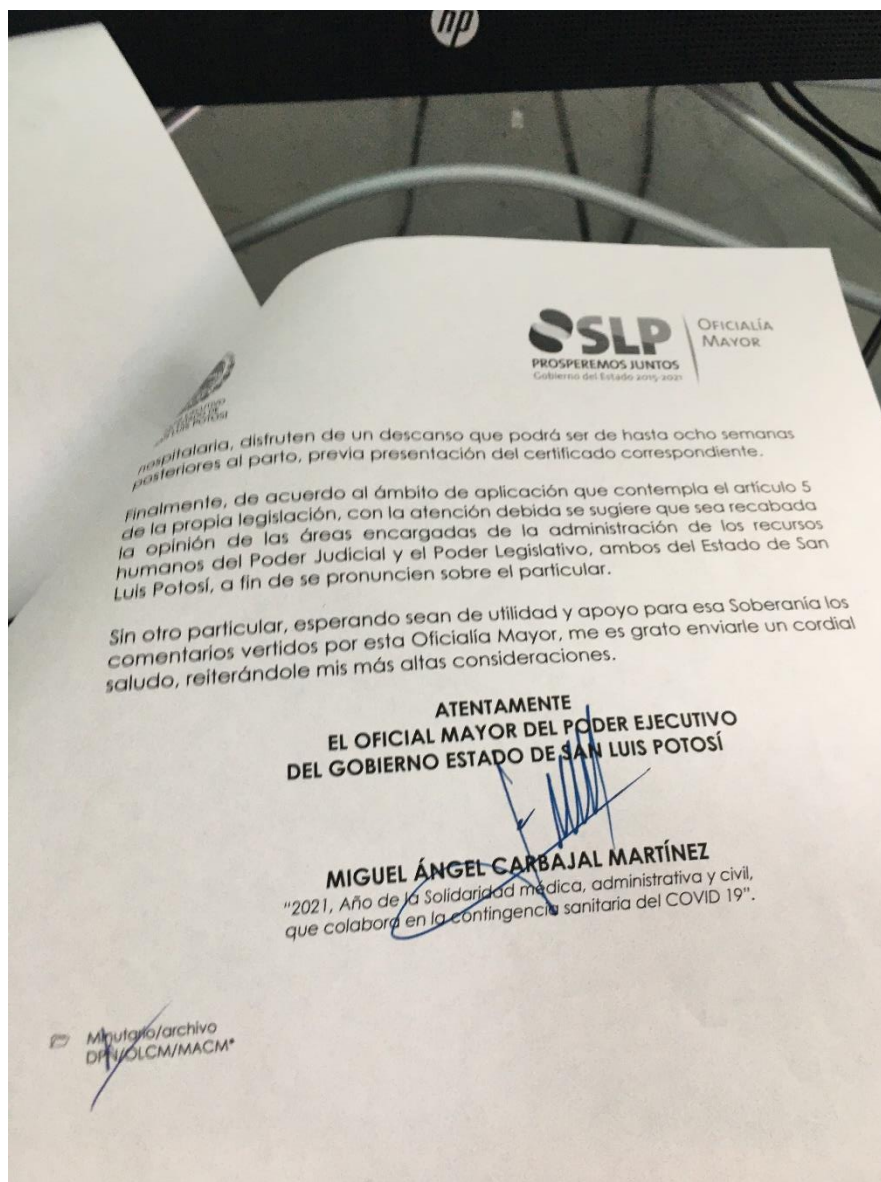 hp
SLP
PROSPEREMOS JUNTOS
Gobierno del Estado 2015-2021
OFICIALÍA
MAYOR
SAN LUIS POTOSÍ
hospitalaria, disfruten de un descanso que podrá ser de hasta ocho semanas
posteriores al parto, previa presentación del certificado correspondiente.
Finalmente, de acuerdo al ámbito de aplicación que contempla el artículo 5
de la propia legislación, con la atención debida se sugiere que sea recabada
la opinión de las áreas encargadas de la administración de los recursos
humanos del Poder Judicial y el Poder Legislativo, ambos del Estado de San
Luis Potosí, a fin de se pronuncien sobre el particular.
Sin otro particular, esperando sean de utilidad y apoyo para esa Soberanía los
comentarios vertidos por esta Oficialía Mayor, me es grato enviarle un cordial
saludo, reiterándole mis más altas consideraciones.
ATENTAMENTE
EL OFICIAL MAYOR DEL PODER EJECUTIVO
DEL GOBIERNO ESTADO DE SAN LUIS POTOSÍ
MIGUEL ÁNGEL CARBAJAL MARTÍNEZ
"2021, Año de la Solidaridad médica, administrativa y civil,
que colabora en la contingencia sanitaria del COVID 19".
Minutario/archivo
DPN/OLCM/MACM*